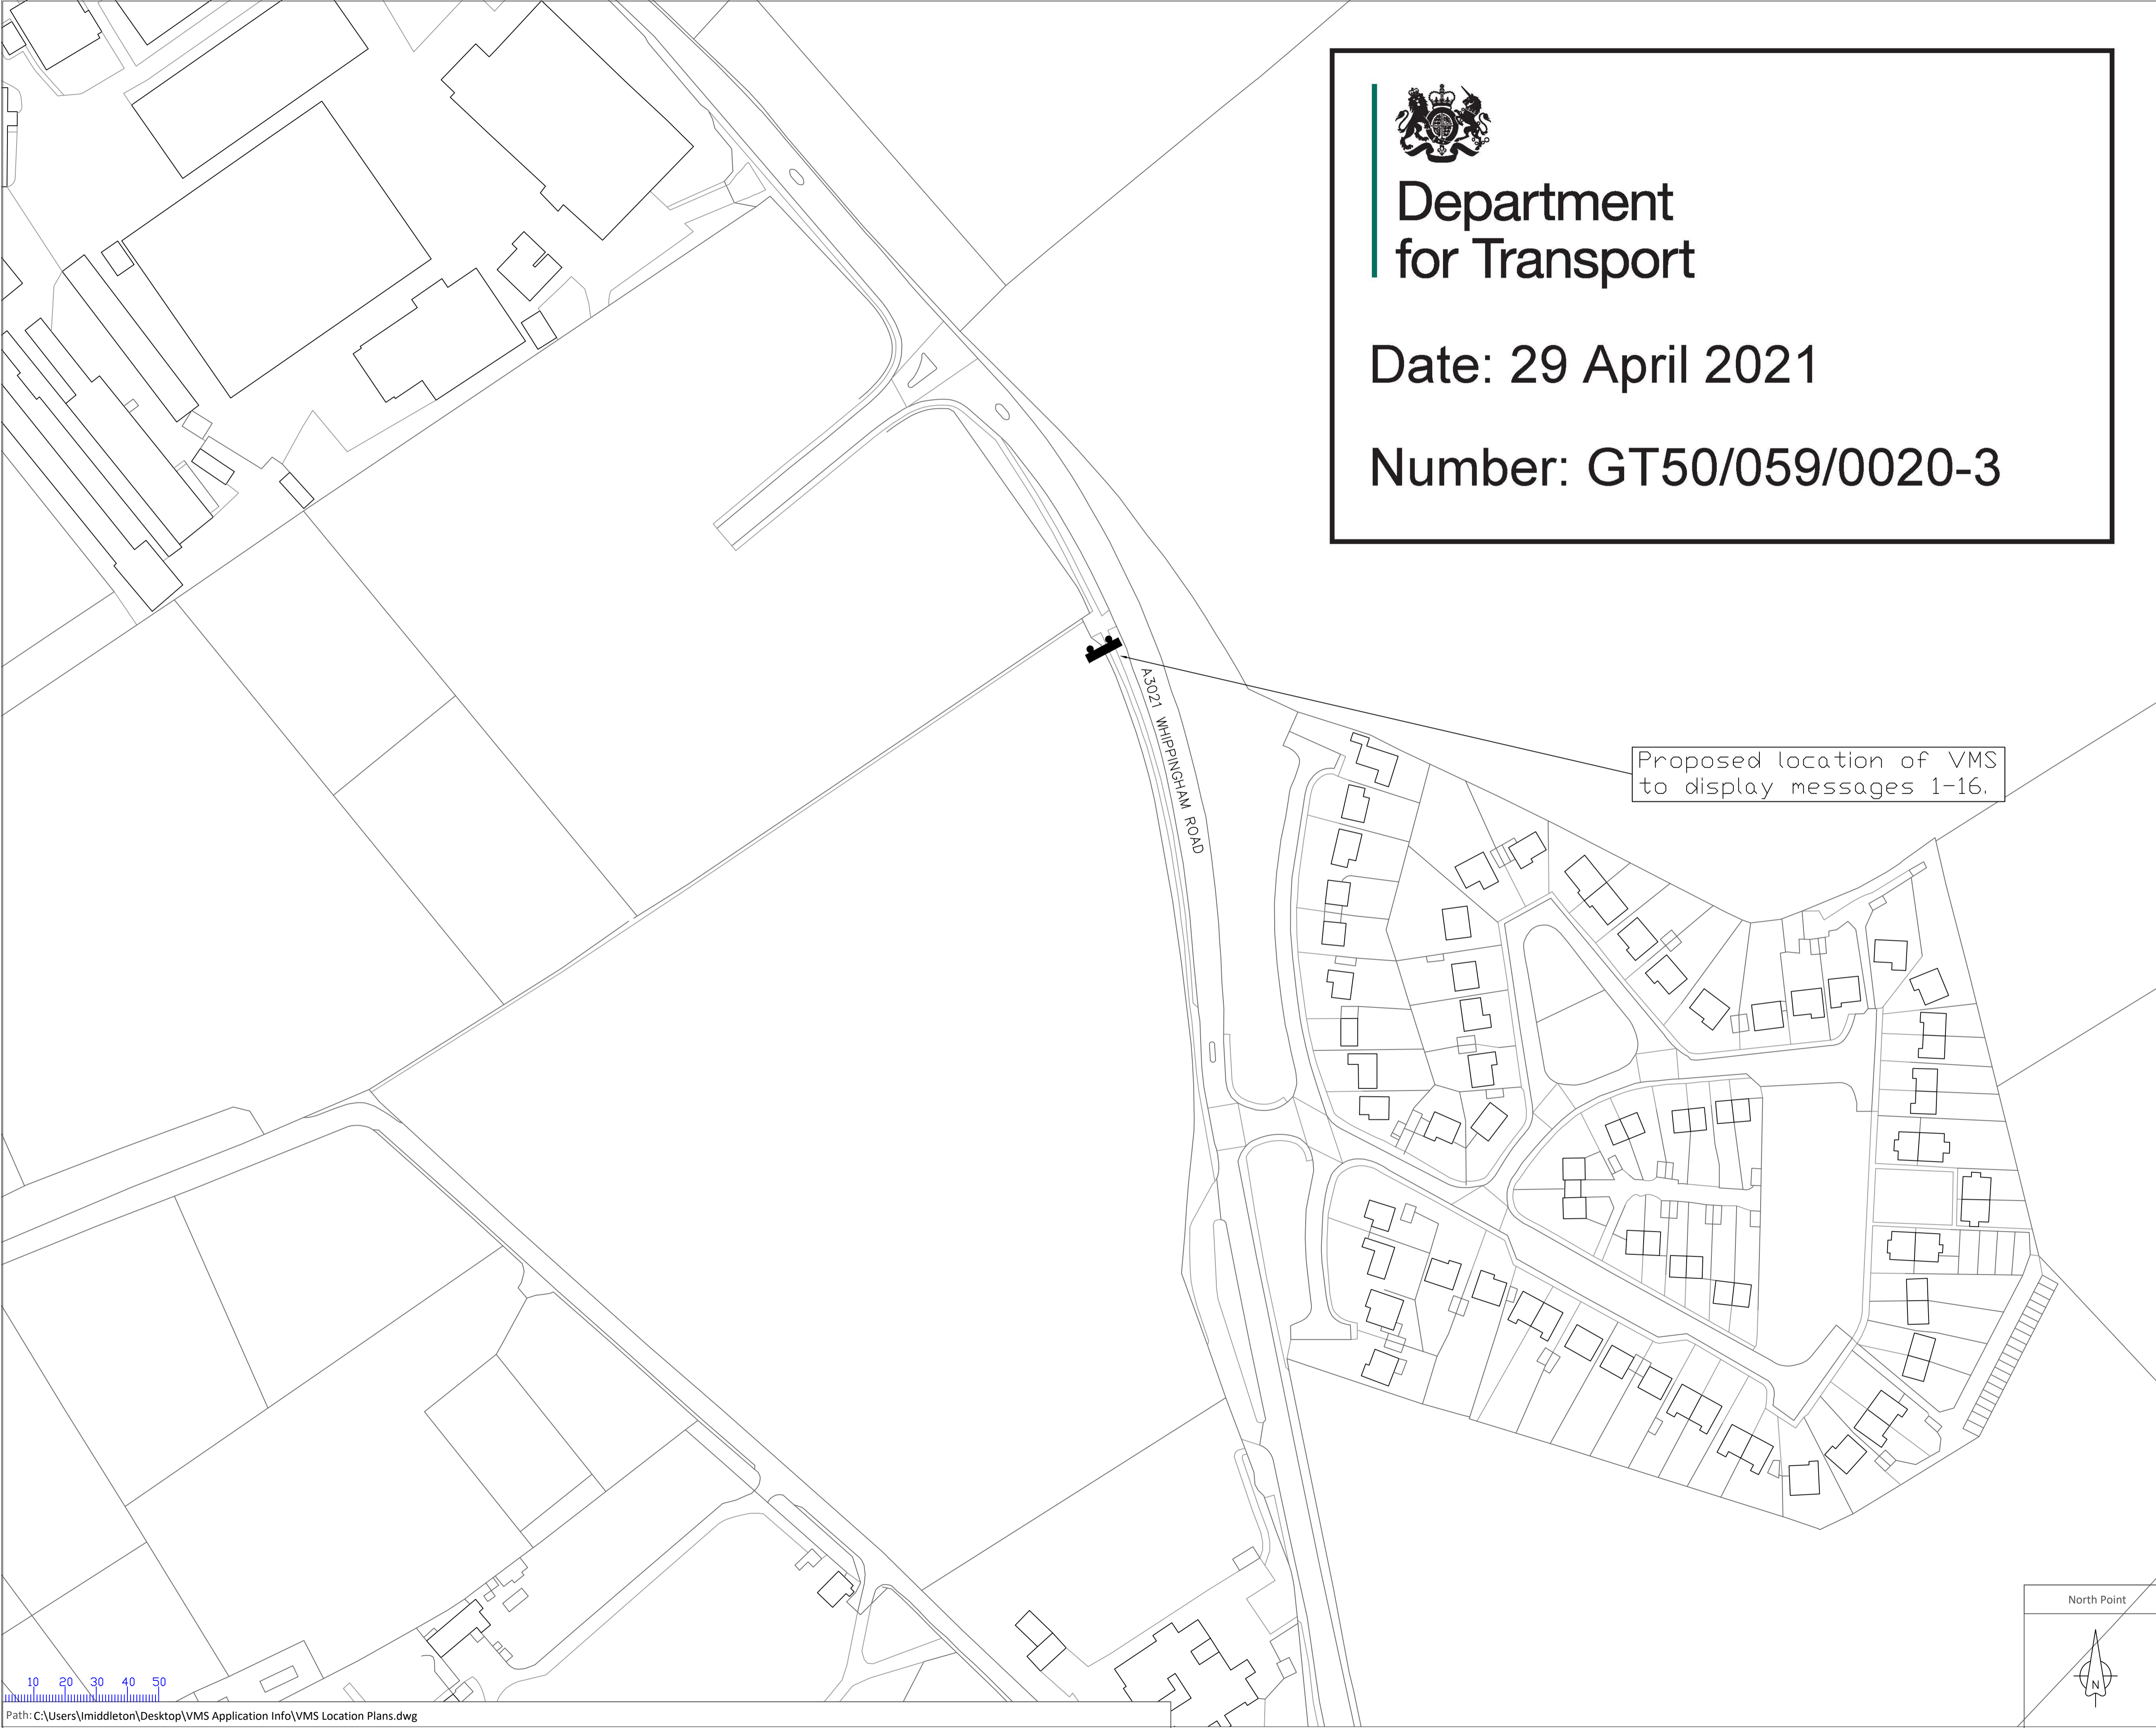 Department
for Transport
Date: 29 April 2021
Number: GT50/059/0020-3
A3021 WHIPPINGHAM ROAD
Proposed location of VMS
to display messages 1-16.
North Point
N
10 20 30 40 50
Path: C:\Users\lmiddleton\Desktop\VMS Application Info\VMS Location Plans.dwg